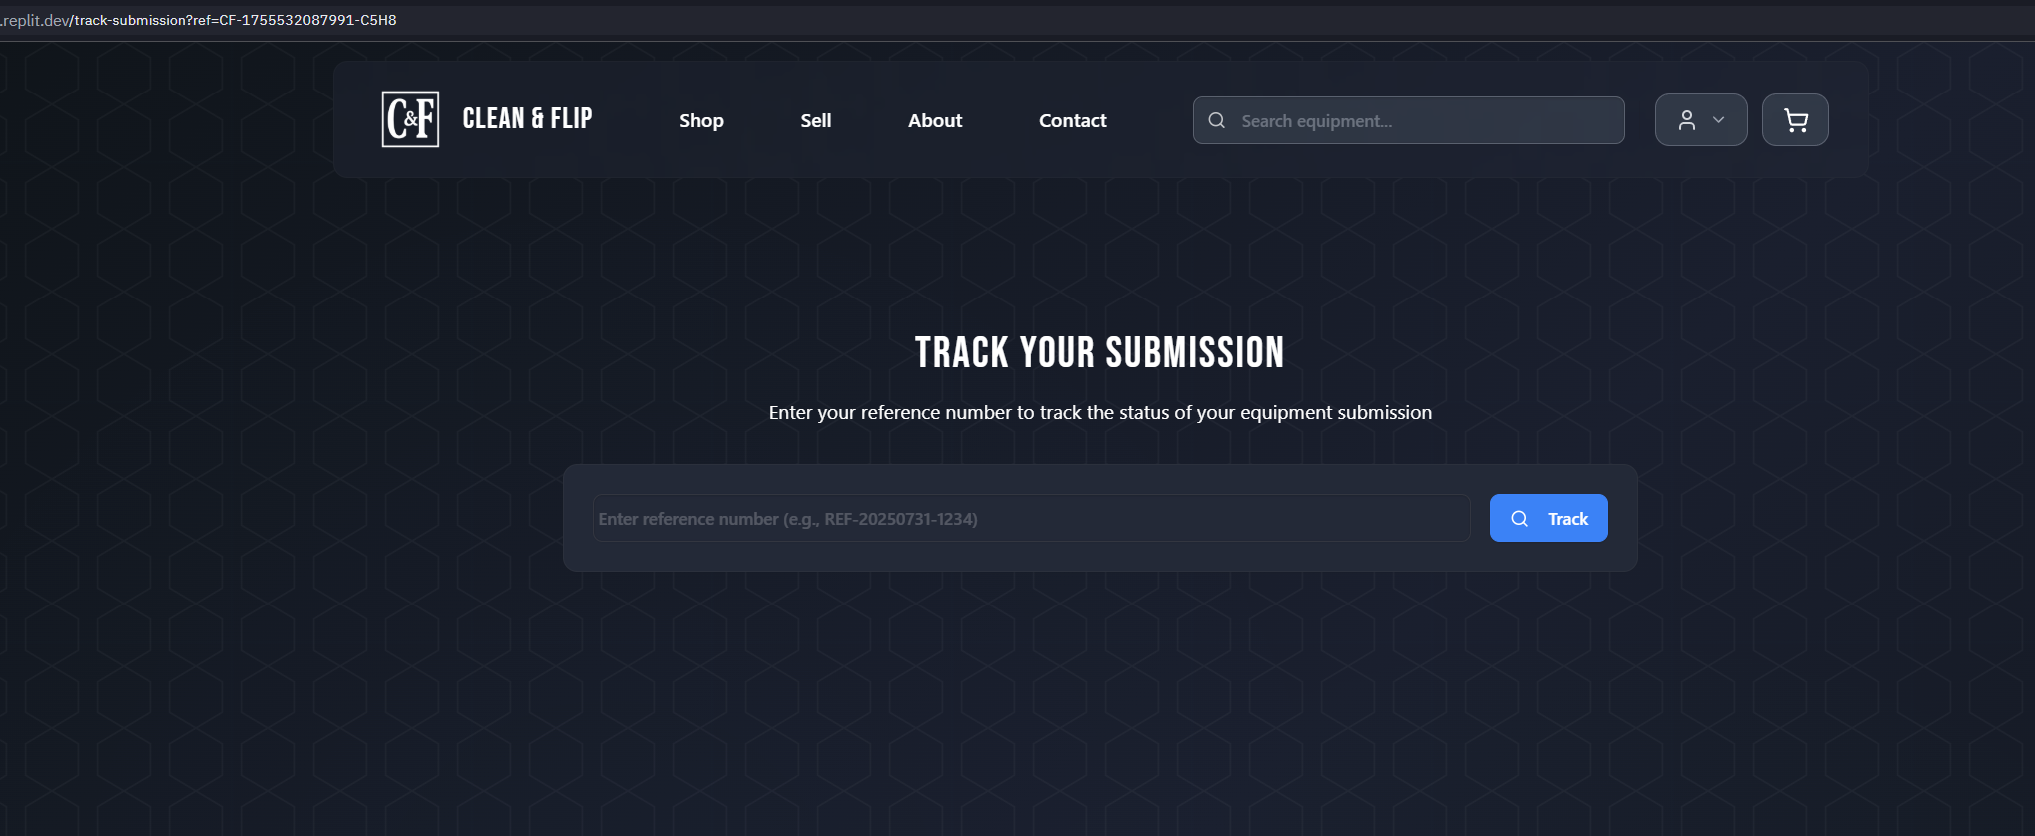 .replit.dev/track-submission?ref=CF-1755532087991-C5H8
C&F
CLEAN & FLIP
Shop
Sell
About
Contact
Search equipment...
TRACK YOUR SUBMISSION
Enter your reference number to track the status of your equipment submission
Enter reference number (e.g., REF-20250731-1234)
Track